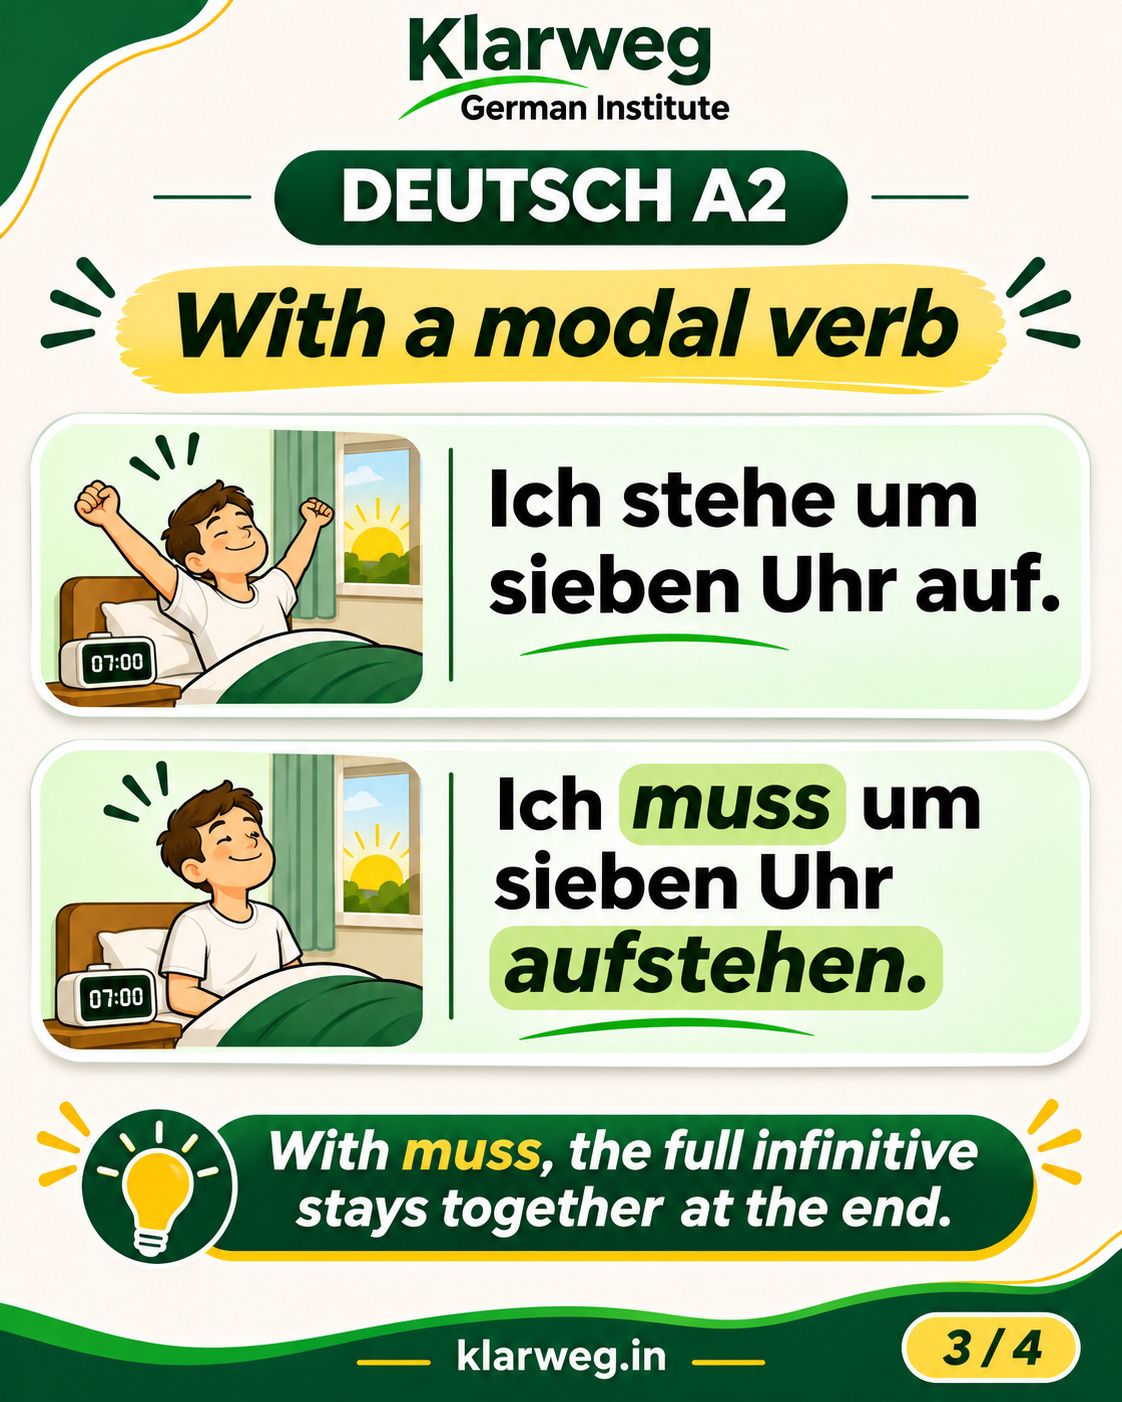 Klarweg
German Institute
DEUTSCH A2
With a modal verb
Ich stehe um
sieben Uhr auf.
07:00
Ich muss um
sieben Uhr
aufstehen.
07:00
With muss, the full infinitive
stays together at the end.
klarweg.in
3 / 4